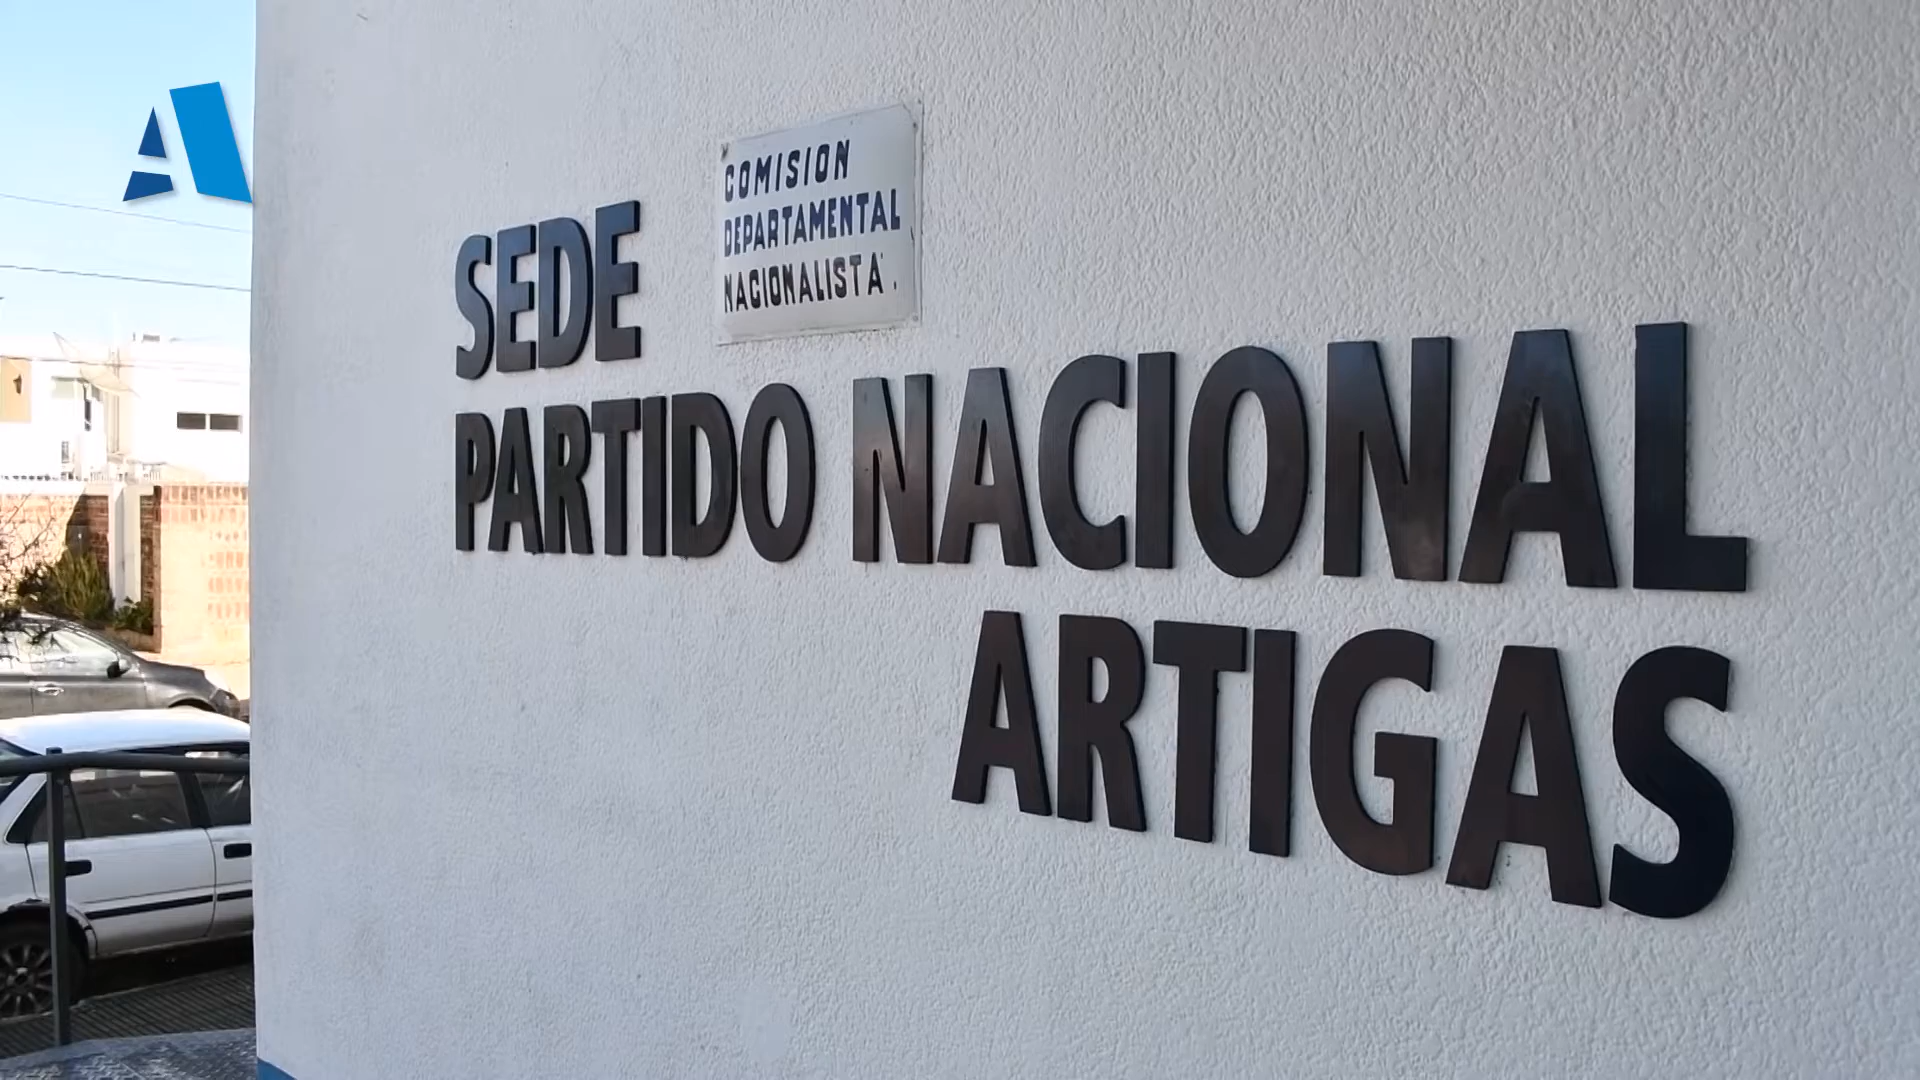 COMISION
DEPARTAMENTAL
NACIONALISTA.
SEDE
PARTIDO NACIONAL
ARTIGAS